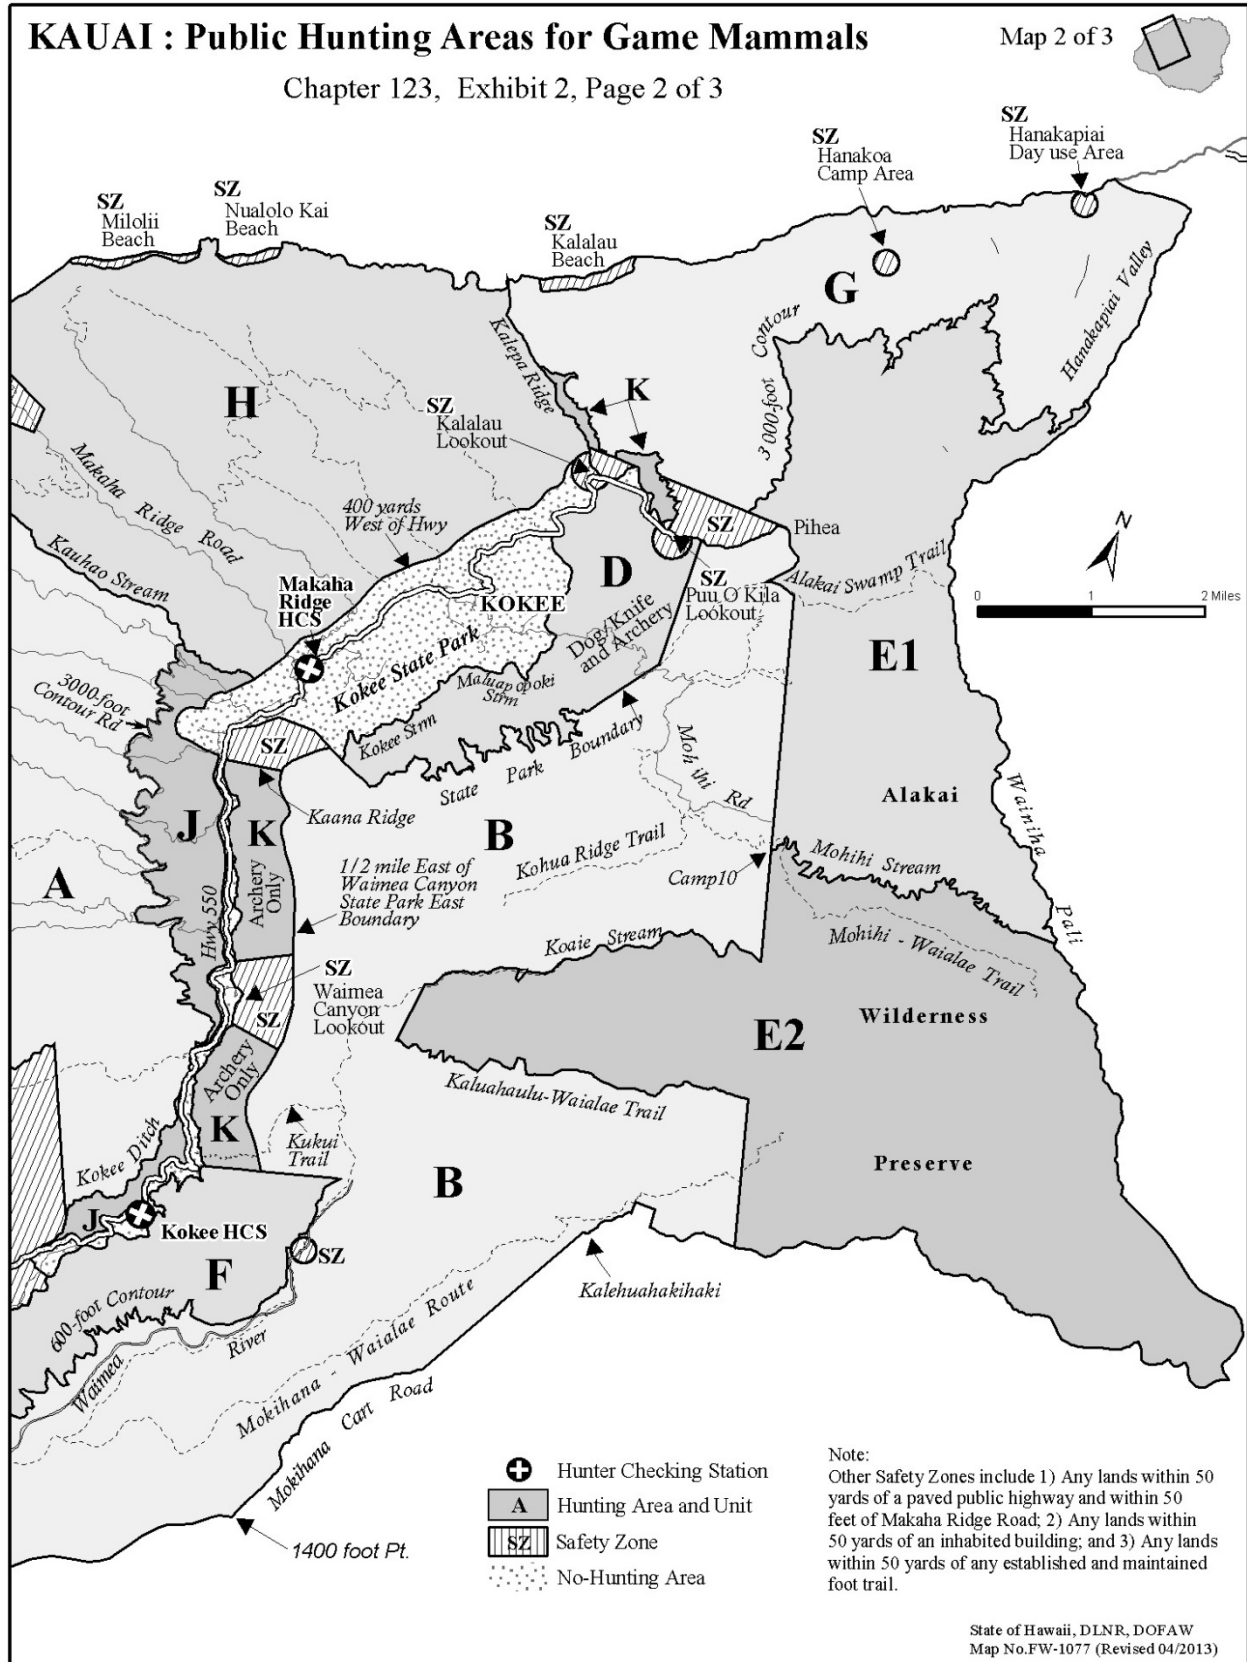 KAUAI : Public Hunting Areas for Game Mammals
Map 2 of 3
Chapter 123, Exhibit 2, Page 2 of 3
SZ
Hanakapiai
Day use Area
SZ
Hanakoa
Camp Area
SZ
Milolii
Beach
SZ
Nualolo Kai
Beach
SZ
Kalalau
Beach
G
Hanakapiai Valley
3000-foot Contour
Kalepa Ridge
K
H
SZ
Kalalau
Lookout
Makaha Ridge Road
400 yards
West of Hwy
SZ
Pihea
N
Kauhao Stream
D
Alakai Swamp Trail
Makaha
Ridge
HCS
KOKEE
SZ
Puu O Kila
Lookout
0 1 2 Miles
Dog/Knife
and Archery
E1
Kokee State Park
Maluapopoki
Strm
3000-foot
Contour Rd
SZ
Kokee Strm
State Park Boundary
Mohihi Rd
Wainiha Pali
Alakai
Kaana Ridge
J
K
Archery
Only
B
Kohua Ridge Trail
Mohihi Stream
A
1/2 mile East of
Waimea Canyon
State Park East
Boundary
Camp10
Hwy 550
Koaie Stream
Mohihi - Waialae Trail
SZ
Waimea
Canyon
Lookout
SZ
Wilderness
E2
Archery
Only
Kaluahaulu-Waialae Trail
K
Kukui
Trail
Kokee Ditch
Preserve
B
J
Kokee HCS
SZ
F
Kalehuahakihaki
600-foot Contour
Waimea River
Mokihana - Waialae Route
Mokihana Cart Road
1400 foot Pt.
Hunter Checking Station
A
Hunting Area and Unit
SZ
Safety Zone
No-Hunting Area
Note:
Other Safety Zones include 1) Any lands within 50
yards of a paved public highway and within 50
feet of Makaha Ridge Road; 2) Any lands within
50 yards of an inhabited building; and 3) Any lands
within 50 yards of any established and maintained
foot trail.
State of Hawaii, DLNR, DOFAW
Map No.FW-1077 (Revised 04/2013)